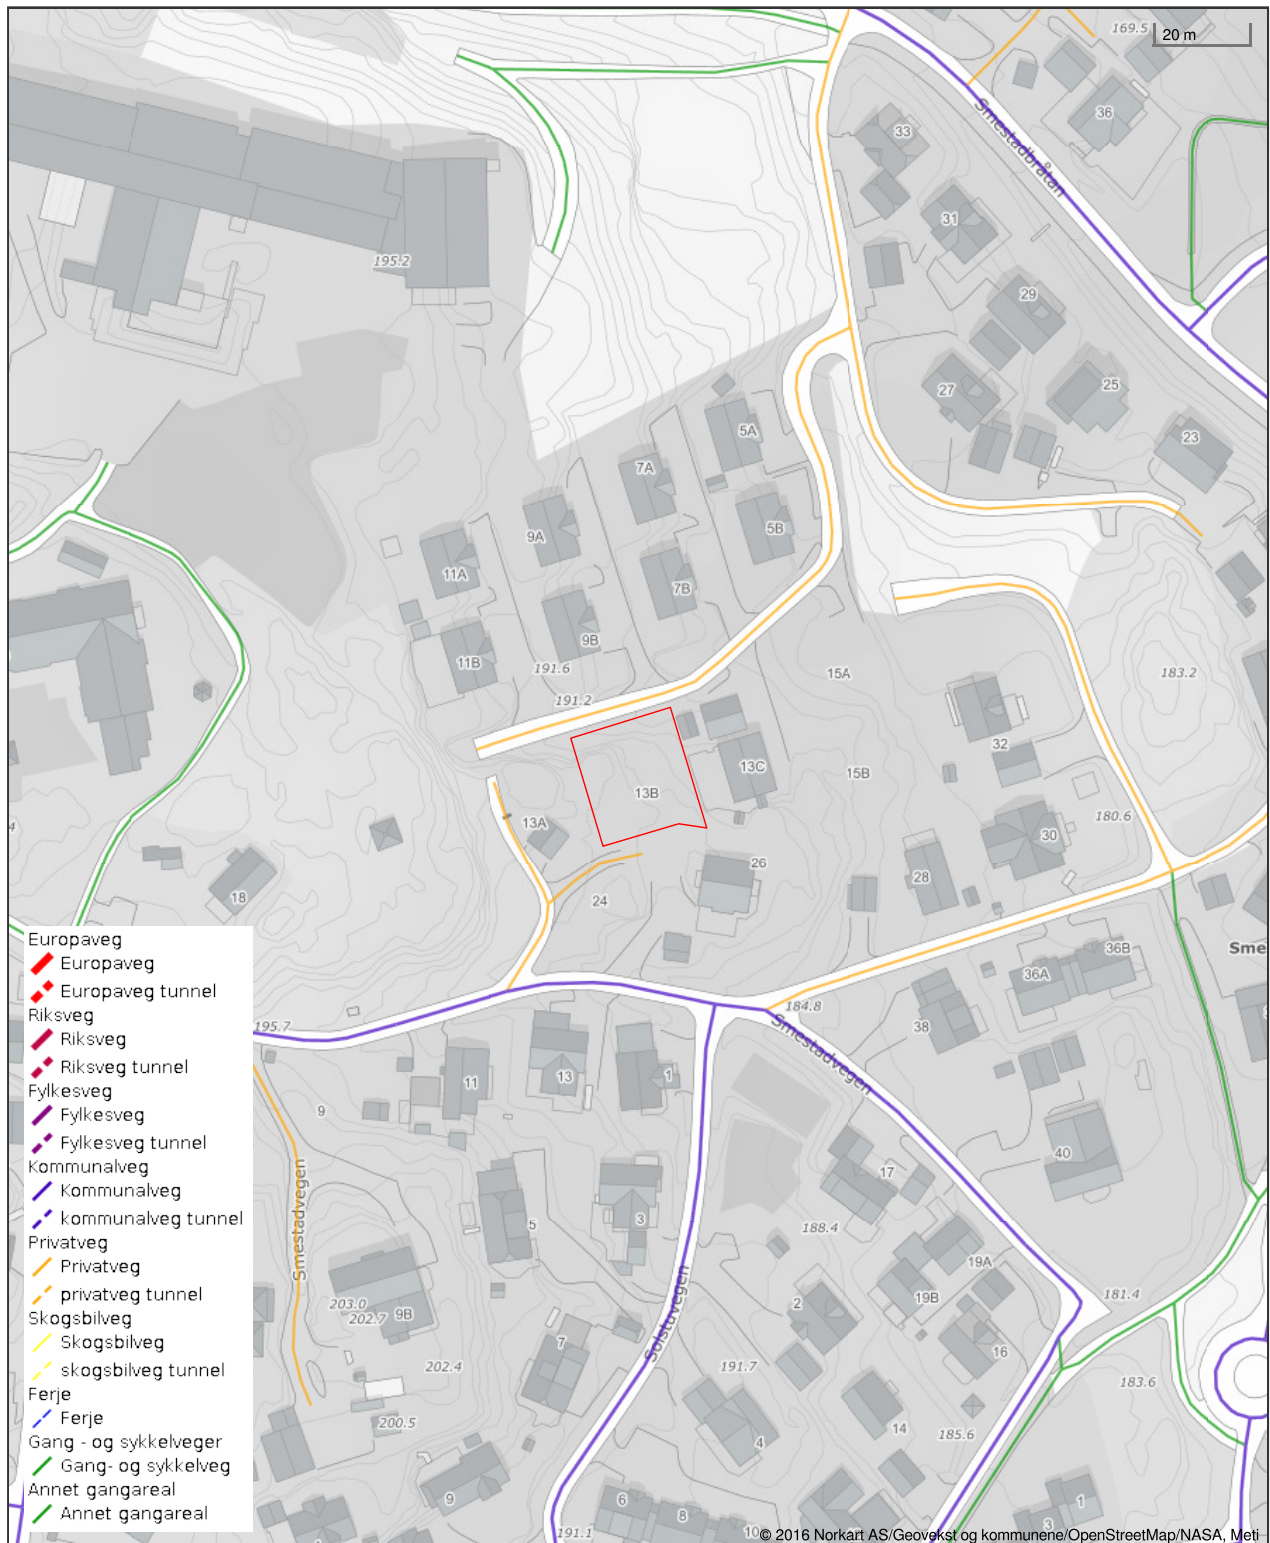 20 m
169.5
36
33
Smestadbråtan
31
195.2
29
27
25
5A
23
7A
5B
9A
11A
7B
9B
11B
191.6
15A
183.2
191.2
32
13C
15B
13B
180.6
13A
30
26
28
18
24
36B
Sme
36A
184.8
38
195.7
Smestadvegen
11
13
1
9
40
17
Smestadvegen
5
3
188.4
19A
19B
181.4
203.0
202.7
9B
2
Solstuvegen
7
16
202.4
191.7
183.6
200.5
14
185.6
4
9
6
8
10
1
3
191.1
Europaveg
Europaveg
Europaveg tunnel
Riksveg
Riksveg
Riksveg tunnel
Fylkesveg
Fylkesveg
Fylkesveg tunnel
Kommunalveg
Kommunalveg
kommunalveg tunnel
Privatveg
Privatveg
privatveg tunnel
Skogsbilveg
Skogsbilveg
skogsbilveg tunnel
Ferje
Ferje
Gang - og sykkelveger
Gang- og sykkelveg
Annet gangareal
Annet gangareal
© 2016 Norkart AS/Geovekst og kommunene/OpenStreetMap/NASA, Meti